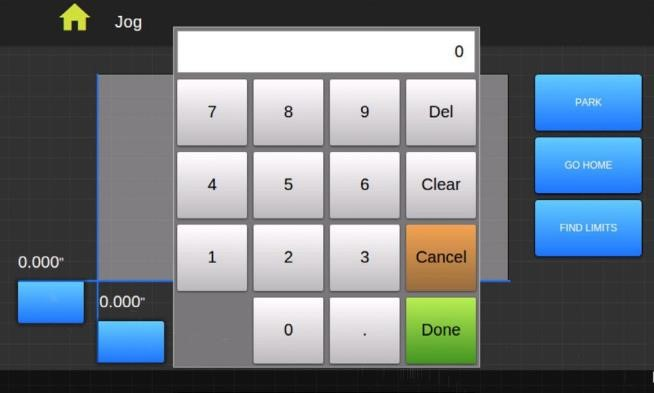 Jog
0
7 8 9 Del
PARK
4 5 6 Clear
GO HOME
1 2 3 Cancel
FIND LIMITS
0.000"
0.000"
0 . Done